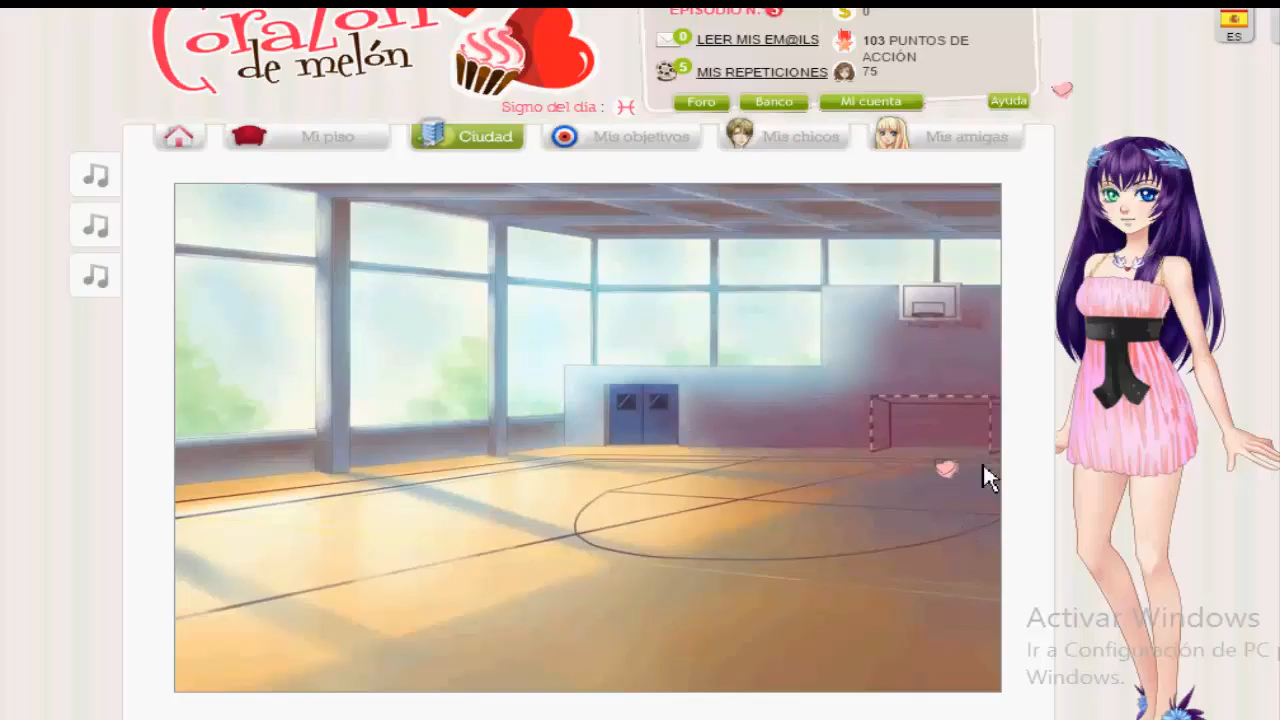 Corazón
de melón
EPISODIO N. 3
0
0
LEER MIS EM@ILS
103 PUNTOS DE
ACCIÓN
5
MIS REPETICIONES
75
Signo del día :
Foro
Banco
Mi cuenta
Ayuda
ES
Mi piso
Ciudad
Mis objetivos
Mis chicos
Mis amigas
Activar Windows
Ir a Configuración de PC
Windows.